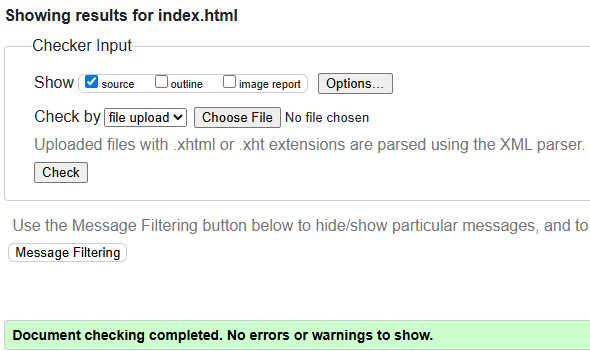 Showing results for index.html
Checker Input
Show source outline image report Options...
Check by file upload Choose File No file chosen
Uploaded files with .xhtml or .xht extensions are parsed using the XML parser.
Check
Use the Message Filtering button below to hide/show particular messages, and to
Message Filtering
Document checking completed. No errors or warnings to show.